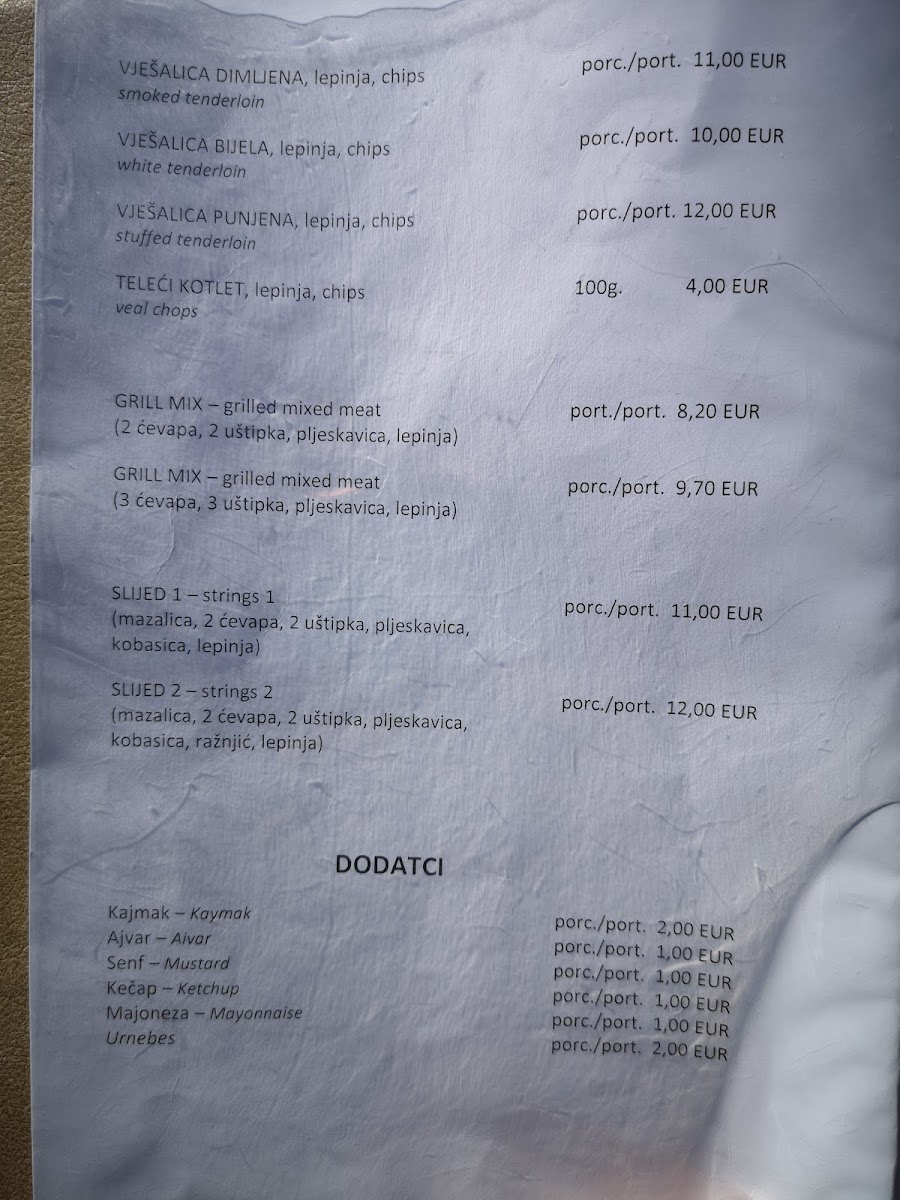 VJEŠALICA DIMLJENA, lepinja, chips porc./port. 11,00 EUR
smoked tenderloin
VJEŠALICA BIJELA, lepinja, chips porc./port. 10,00 EUR
white tenderloin
VJEŠALICA PUNJENA, lepinja, chips porc./port. 12,00 EUR
stuffed tenderloin
TELEĆI KOTLET, lepinja, chips 100g. 4,00 EUR
veal chops
GRILL MIX – grilled mixed meat port./port. 8,20 EUR
(2 ćevapa, 2 uštipka, pljeskavica, lepinja)
GRILL MIX – grilled mixed meat porc./port. 9,70 EUR
(3 ćevapa, 3 uštipka, pljeskavica, lepinja)
SLIJED 1 – strings 1 porc./port. 11,00 EUR
(mazalica, 2 ćevapa, 2 uštipka, pljeskavica,
kobasica, lepinja)
SLIJED 2 – strings 2 porc./port. 12,00 EUR
(mazalica, 2 ćevapa, 2 uštipka, pljeskavica,
kobasica, ražnjić, lepinja)
DODATCI
Kajmak – Kaymak porc./port. 2,00 EUR
Ajvar – Aivar porc./port. 1,00 EUR
Senf – Mustard porc./port. 1,00 EUR
Kečap – Ketchup porc./port. 1,00 EUR
Majoneza – Mayonnaise porc./port. 1,00 EUR
Urnebes porc./port. 2,00 EUR